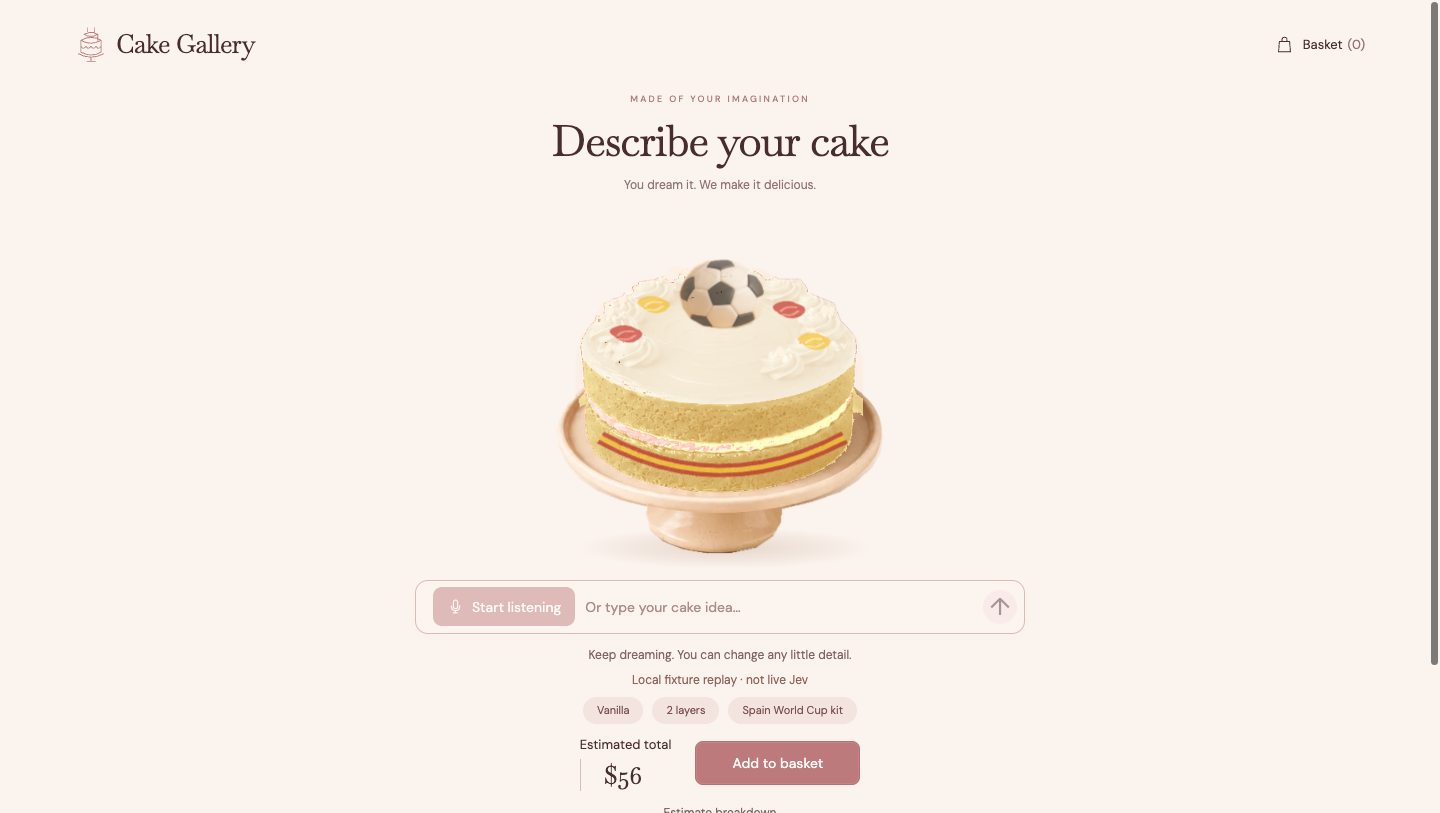 Cake Gallery
Basket (0)
MADE OF YOUR IMAGINATION
Describe your cake
You dream it. We make it delicious.
Start listening
Or type your cake idea...
Keep dreaming. You can change any little detail.
Local fixture replay · not live Jev
Vanilla
2 layers
Spain World Cup kit
Estimated total
$56
Add to basket
Estimate breakdown